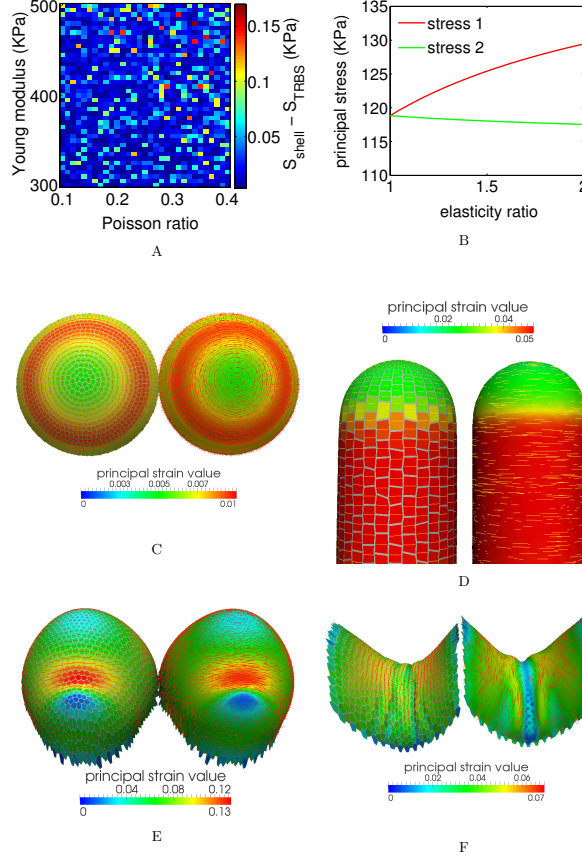 500
400
300
Young modulus (KPa)
0.1 0.2 0.3 0.4
Poisson ratio
0.15
0.10
0.05
S_shell − S_TRBS (KPa)
A
135
130
125
120
115
110
principal stress (KPa)
stress 1
stress 2
1 1.5 2
elasticity ratio
B
principal strain value
0.003 0.005 0.007
0 0.01
C
principal strain value
0.02 0.04
0 0.05
D
principal strain value
0.04 0.08 0.12
0 0.13
E
principal strain value
0.02 0.04 0.06
0 0.07
F